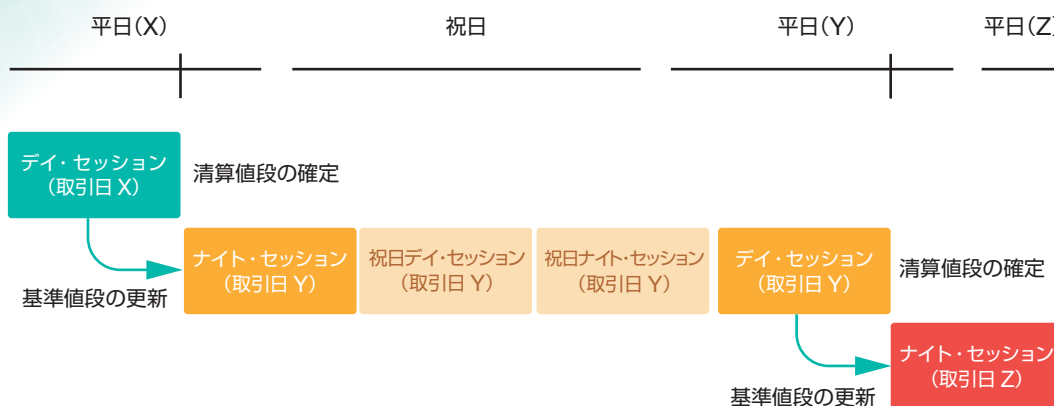 平日(X)
祝日
平日(Y)
平日(Z)
デイ・セッション
(取引日 X)
清算値段の確定
ナイト・セッション
(取引日 Y)
祝日デイ・セッション
(取引日 Y)
祝日ナイト・セッション
(取引日 Y)
デイ・セッション
(取引日 Y)
清算値段の確定
基準値段の更新
ナイト・セッション
(取引日 Z)
基準値段の更新